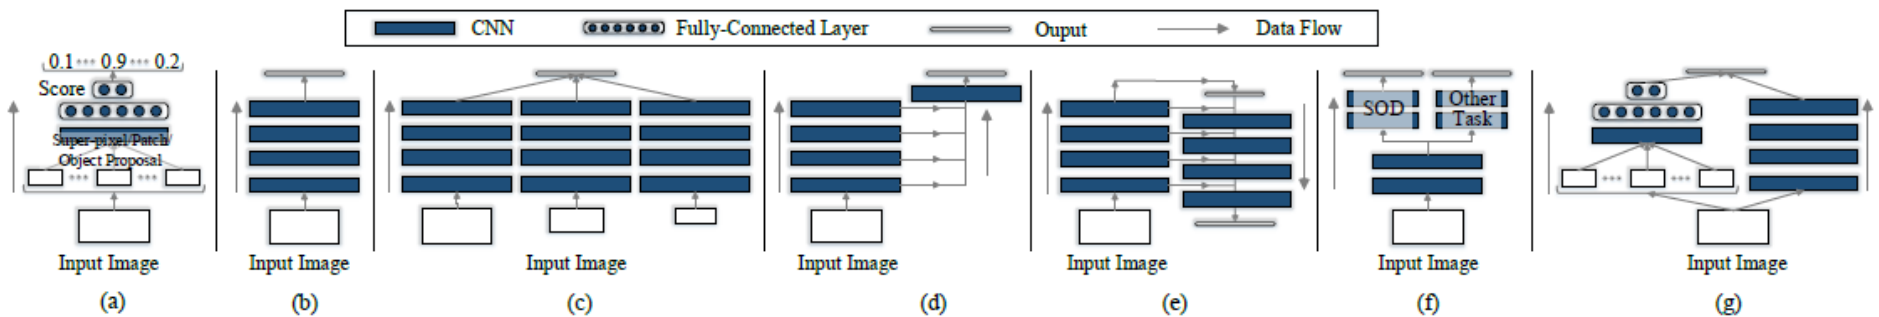 CNN Fully-Connected Layer Ouput Data Flow
0.1 ••• 0.9 ••• 0.2
Score
Super-pixel/Patch/
Object Proposal
••• •••
Input Image
(a)
Input Image
(b)
Input Image
(c)
Input Image
(d)
Input Image
(e)
SOD
Other
Task
Input Image
(f)
••• •••
Input Image
(g)